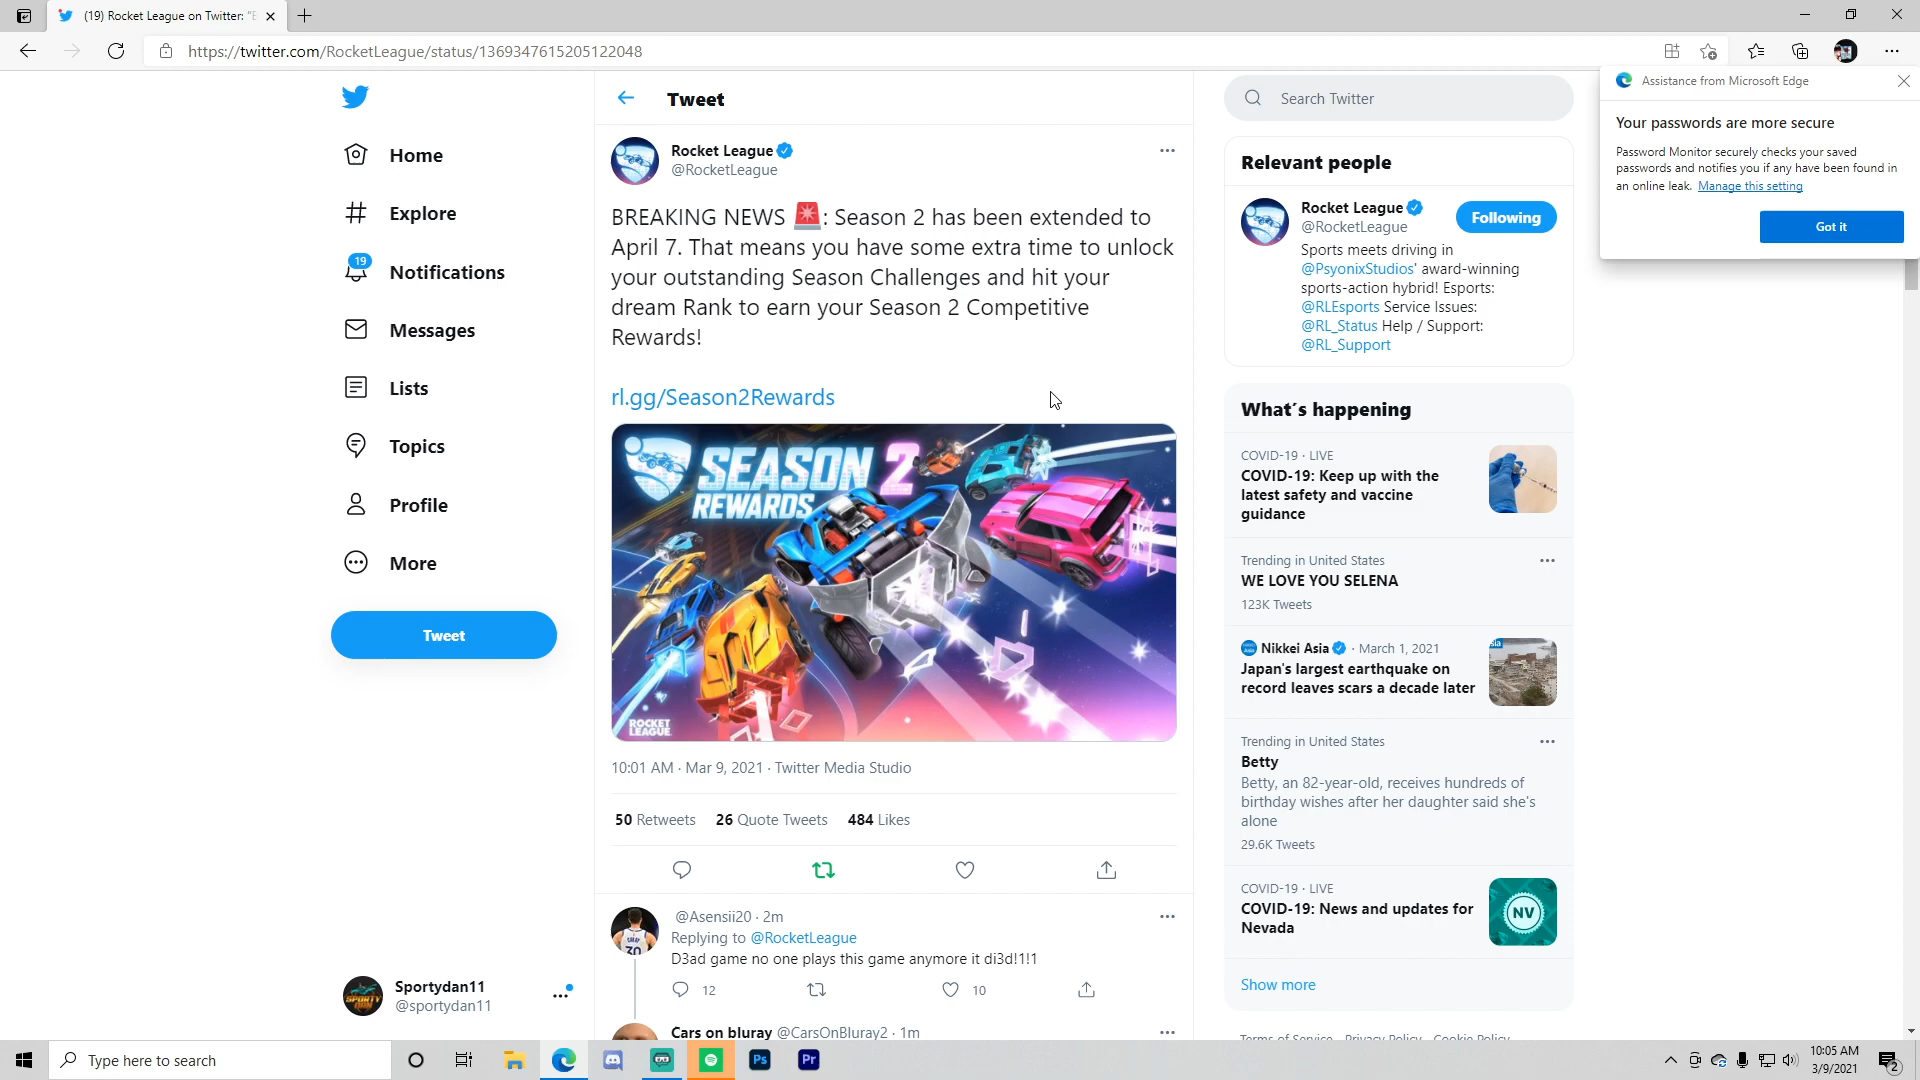 (19) Rocket League on Twitter: "
https://twitter.com/RocketLeague/status/1369347615205122048
Assistance from Microsoft Edge
Your passwords are more secure
Password Monitor securely checks your saved
passwords and notifies you if any have been found in
an online leak. Manage this setting
Got it
Home
Explore
19
Notifications
Messages
Lists
Topics
Profile
More
Tweet
Sportydan11
@sportydan11
Tweet
Rocket League
@RocketLeague
BREAKING NEWS 🚨: Season 2 has been extended to
April 7. That means you have some extra time to unlock
your outstanding Season Challenges and hit your
dream Rank to earn your Season 2 Competitive
Rewards!
rl.gg/Season2Rewards
SEASON 2
REWARDS
ROCKET
LEAGUE
10:01 AM · Mar 9, 2021 · Twitter Media Studio
50 Retweets 26 Quote Tweets 484 Likes
@Asensii20 · 2m
Replying to @RocketLeague
D3ad game no one plays this game anymore it di3d!1!1
12
10
30
Cars on bluray @CarsOnBluray2 · 1m
Search Twitter
Relevant people
Rocket League
@RocketLeague
Following
Sports meets driving in
@PsyonixStudios' award-winning
sports-action hybrid! Esports:
@RLEsports Service Issues:
@RL_Status Help / Support:
@RL_Support
What's happening
COVID-19 · LIVE
COVID-19: Keep up with the
latest safety and vaccine
guidance
Trending in United States
WE LOVE YOU SELENA
123K Tweets
Nikkei Asia · March 1, 2021
Japan's largest earthquake on
record leaves scars a decade later
Trending in United States
Betty
Betty, an 82-year-old, receives hundreds of
birthday wishes after her daughter said she's
alone
29.6K Tweets
COVID-19 · LIVE
COVID-19: News and updates for
Nevada
NV
Show more
Terms of Service Privacy Policy Cookie Policy
Type here to search
Ps
Pr
10:05 AM
3/9/2021
2